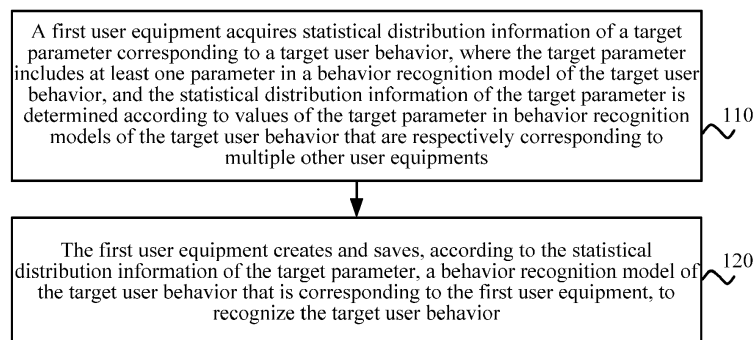 A first user equipment acquires statistical distribution information of a target
parameter corresponding to a target user behavior, where the target parameter
includes at least one parameter in a behavior recognition model of the target user
behavior, and the statistical distribution information of the target parameter is
determined according to values of the target parameter in behavior recognition
models of the target user behavior that are respectively corresponding to
multiple other user equipments
110
The first user equipment creates and saves, according to the statistical
distribution information of the target parameter, a behavior recognition model of
the target user behavior that is corresponding to the first user equipment, to
recognize the target user behavior
120